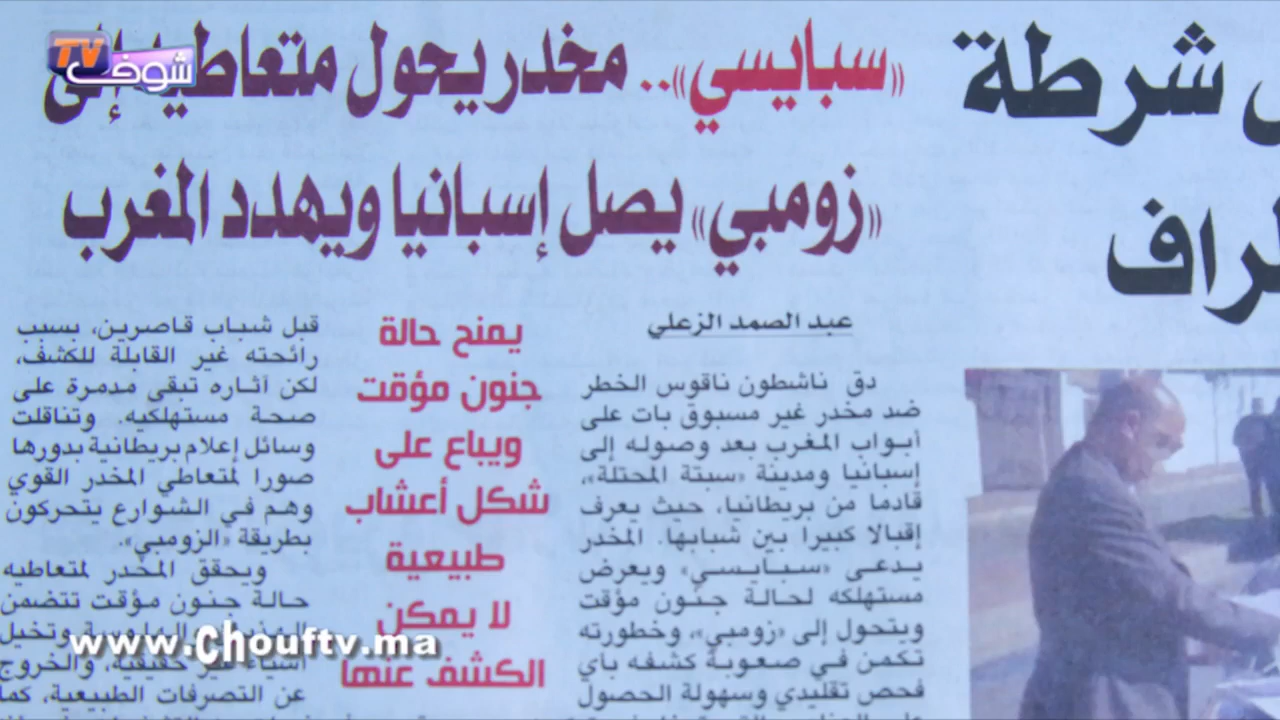 TV شوف
«سبايسي».. مخدر يحول متعاطيه إلى
«زومبي» يصل إسبانيا ويهدد المغرب
شرطة
عبد الصمد الزعلي
دق ناشطون ناقوس الخطر
ضد مخدر غير مسبوق بات على
أبواب المغرب بعد وصوله إلى
إسبانيا ومدينة «سبتة المحتلة»،
قادما من بريطانيا، حيث يعرف
إقبالا كبيرا بين شبابها. المخدر
يدعى «سبايسي» ويعرض
مستهلكه لحالة جنون مؤقت
ويتحول إلى «زومبي»، وخطورته
تكمن في صعوبة كشفه بأي
فحص تقليدي وسهولة الحصول
يمنح حالة
جنون مؤقت
ويباع على
شكل أعشاب
طبيعية
لا يمكن
الكشف عنها
قبل شباب قاصرين، بسبب
رائحته غير القابلة للكشف،
لكن آثاره تبقى مدمرة على
صحة مستهلكيه. وتناقلت
وسائل إعلام بريطانية بدورها
صورا لمتعاطي المخدر القوي
وهم في الشوارع يتحركون
بطريقة «الزومبي».
ويحقق المخدر لمتعاطيه
حالة جنون مؤقت تتضمن
وتخيل
أشياء غير حقيقية، والخروج
عن التصرفات الطبيعية، كما
www.Chouftv.ma